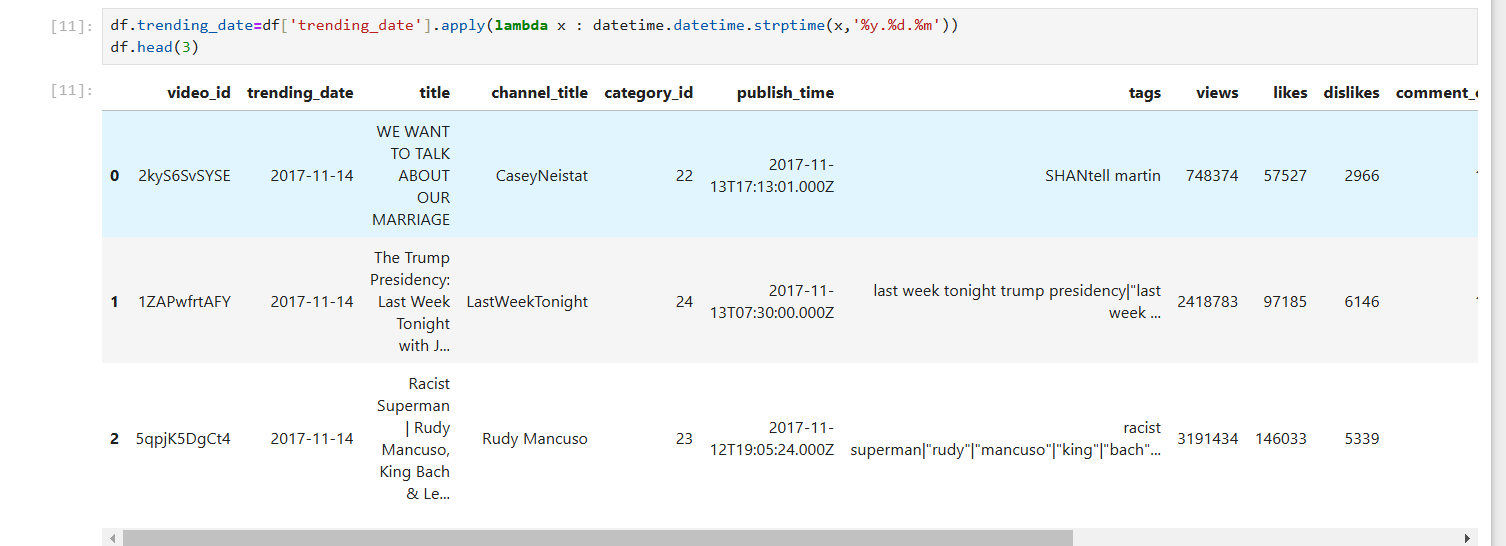 [11]: df.trending_date=df['trending_date'].apply(lambda x : datetime.datetime.strptime(x,'%y.%d.%m'))
df.head(3)
[11]: video_id trending_date title channel_title category_id publish_time tags views likes dislikes
WE WANT
TO TALK
ABOUT
OUR
MARRIAGE
0 2kyS6SvSYSE 2017-11-14 CaseyNeistat 22
2017-11-
13T17:13:01.000Z
SHANtell martin 748374 57527 2966
The Trump
Presidency:
Last Week
Tonight
with J...
1 1ZAPwfrtAFY 2017-11-14 LastWeekTonight 24
2017-11-
13T07:30:00.000Z
last week tonight trump presidency|"last
week ...
2418783 97185 6146
Racist
Superman
| Rudy
Mancuso,
King Bach
& Le...
2 5qpjK5DgCt4 2017-11-14 Rudy Mancuso 23
2017-11-
12T19:05:24.000Z
racist
superman|"rudy"|"mancuso"|"king"|"bach"...
3191434 146033 5339